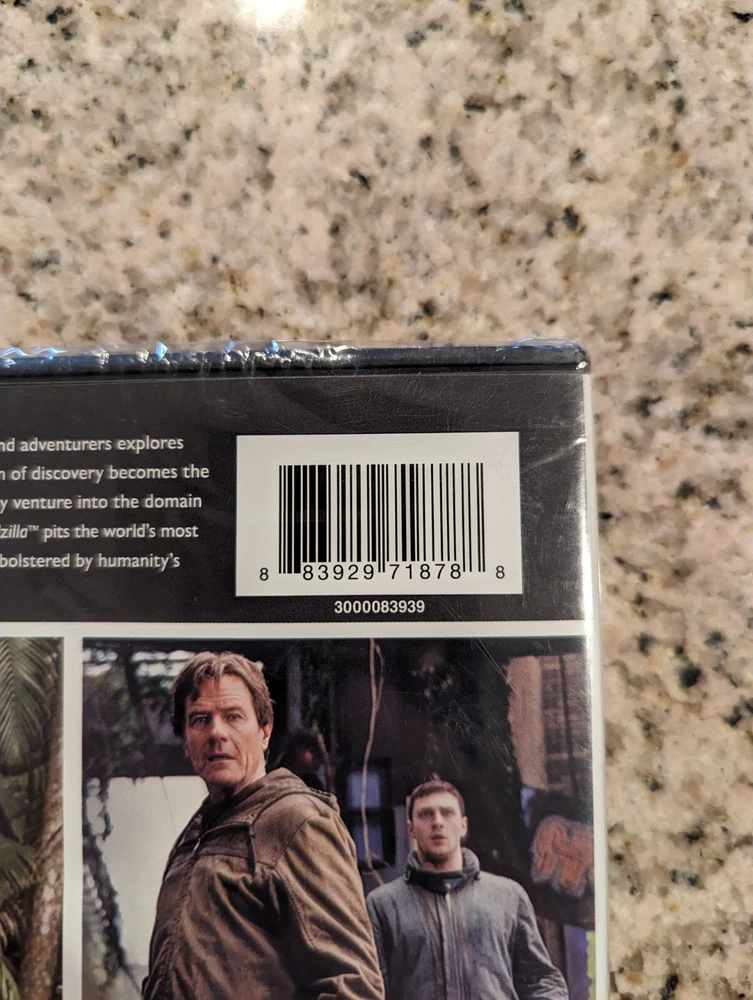 nd adventurers explores
n of discovery becomes the
y venture into the domain
zilla™ pits the world's most
bolstered by humanity's
8 83929 71878 8
3000083939